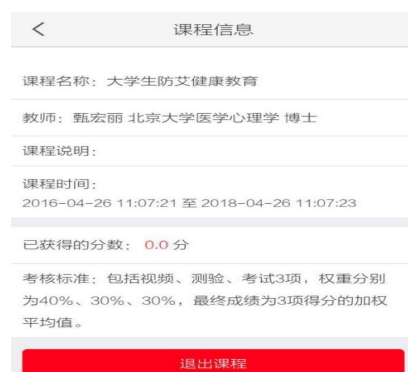 课程信息
课程名称：大学生防艾健康教育
教师：甄宏丽 北京大学医学心理学 博士
课程说明：
课程时间：
2016-04-26 11:07:21 至 2018-04-26 11:07:23
已获得的分数：0.0 分
考核标准：包括视频、测验、考试3项，权重分别
为40%、30%、30%，最终成绩为3项得分的加权
平均值。
退出课程